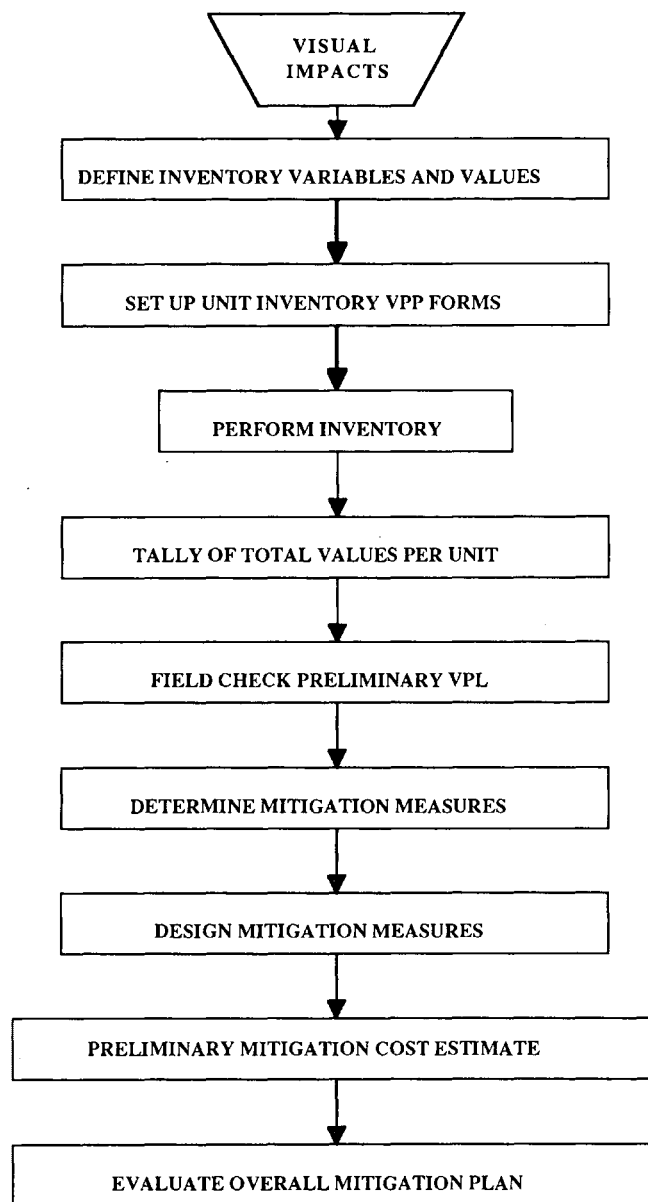 VISUAL
IMPACTS
DEFINE INVENTORY VARIABLES AND VALUES
SET UP UNIT INVENTORY VPP FORMS
PERFORM INVENTORY
TALLY OF TOTAL VALUES PER UNIT
FIELD CHECK PRELIMINARY VPL
DETERMINE MITIGATION MEASURES
DESIGN MITIGATION MEASURES
PRELIMINARY MITIGATION COST ESTIMATE
EVALUATE OVERALL MITIGATION PLAN